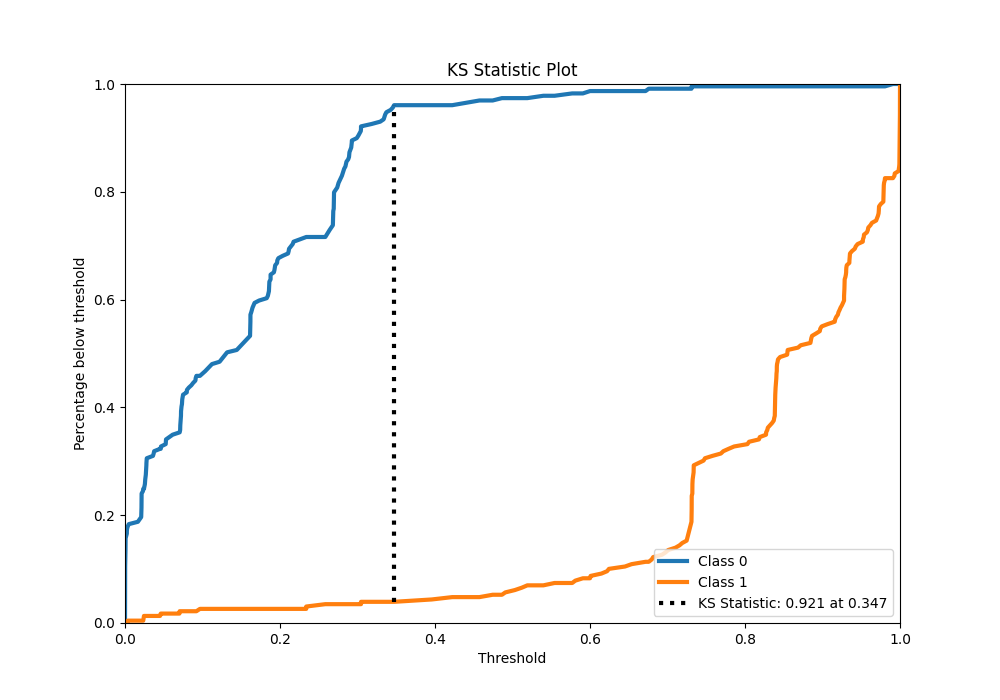 KS Statistic Plot
1.0
0.8
0.6
0.4
0.2
0.0
Percentage below threshold
0.0 0.2 0.4 0.6 0.8 1.0
Threshold
Class 0
Class 1
KS Statistic: 0.921 at 0.347